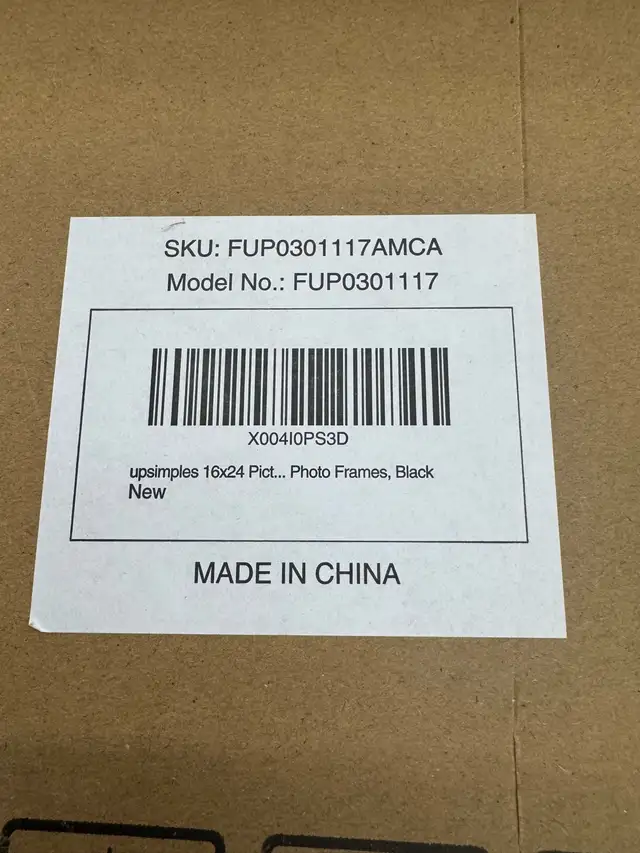 SKU: FUP0301117AMCA
Model No.: FUP0301117
X004I0PS3D
upsimples 16x24 Pict... Photo Frames, Black
New
MADE IN CHINA